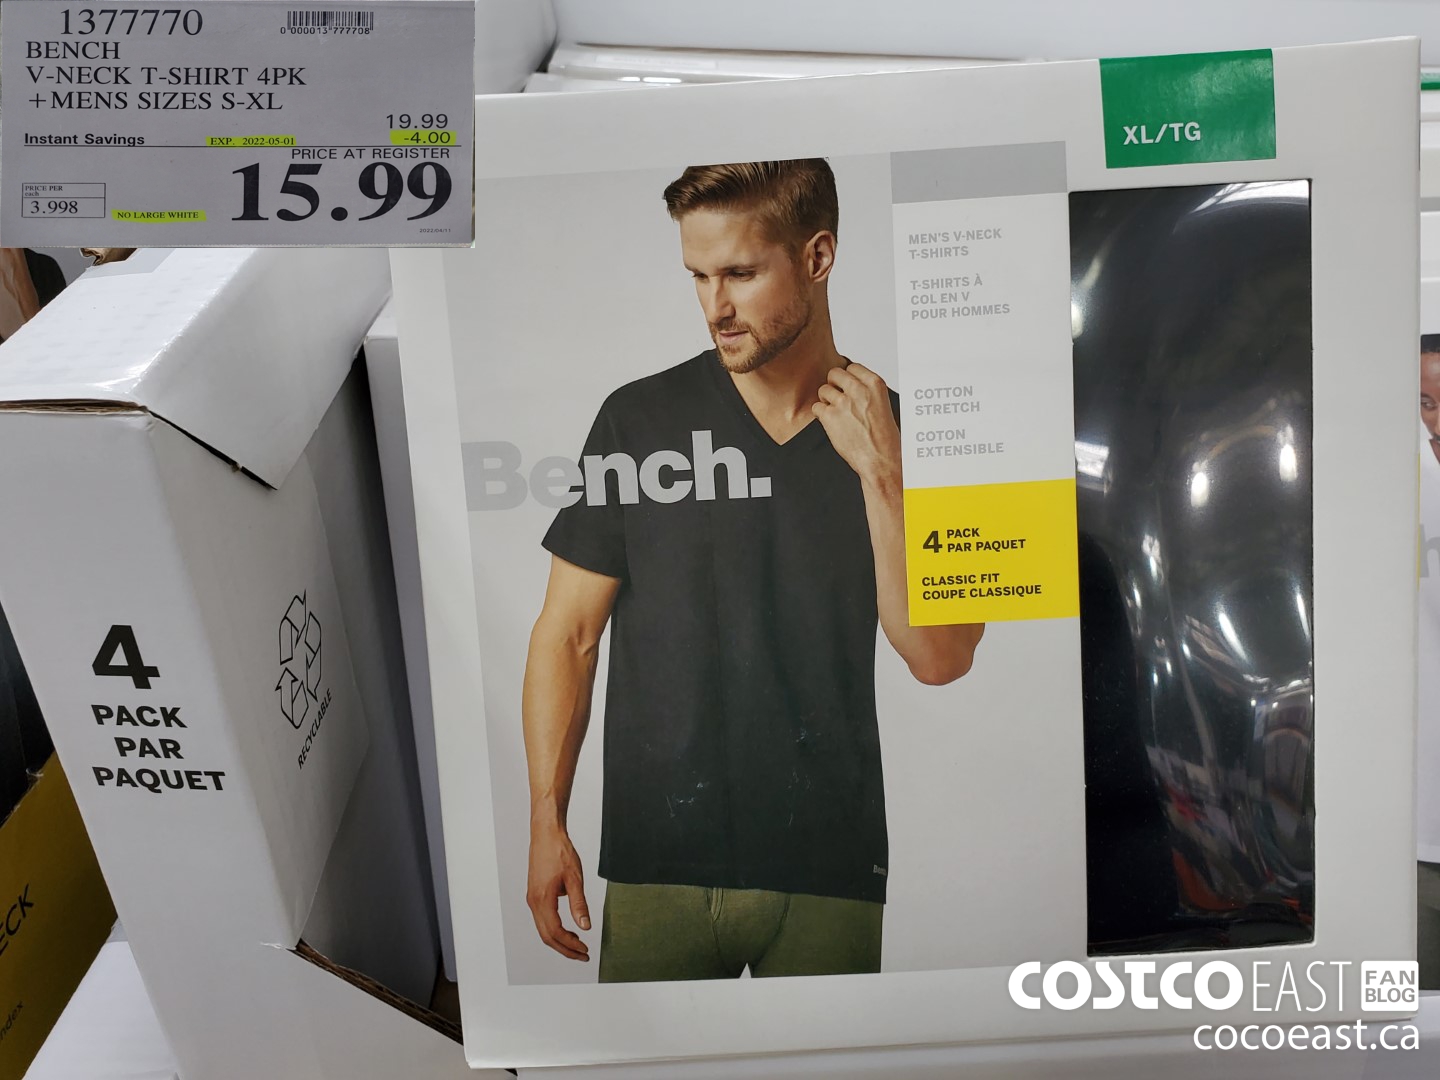 1377770
0 000013 777708
BENCH
V-NECK T-SHIRT 4PK
+MENS SIZES S-XL
19.99
Instant Savings EXP. 2022-05-01 -4.00
PRICE AT REGISTER
15.99
PRICE PER
each
3.998
NO LARGE WHITE
2022/04/11
XL/TG
MEN'S V-NECK
T-SHIRTS
T-SHIRTS À
COL EN V
POUR HOMMES
COTTON
STRETCH
COTON
EXTENSIBLE
Bench.
4 PACK
PAR PAQUET
CLASSIC FIT
COUPE CLASSIQUE
Bench.
4
PACK
PAR
PAQUET
RECYCLABLE
COSTCO EAST FAN BLOG
cocoeast.ca